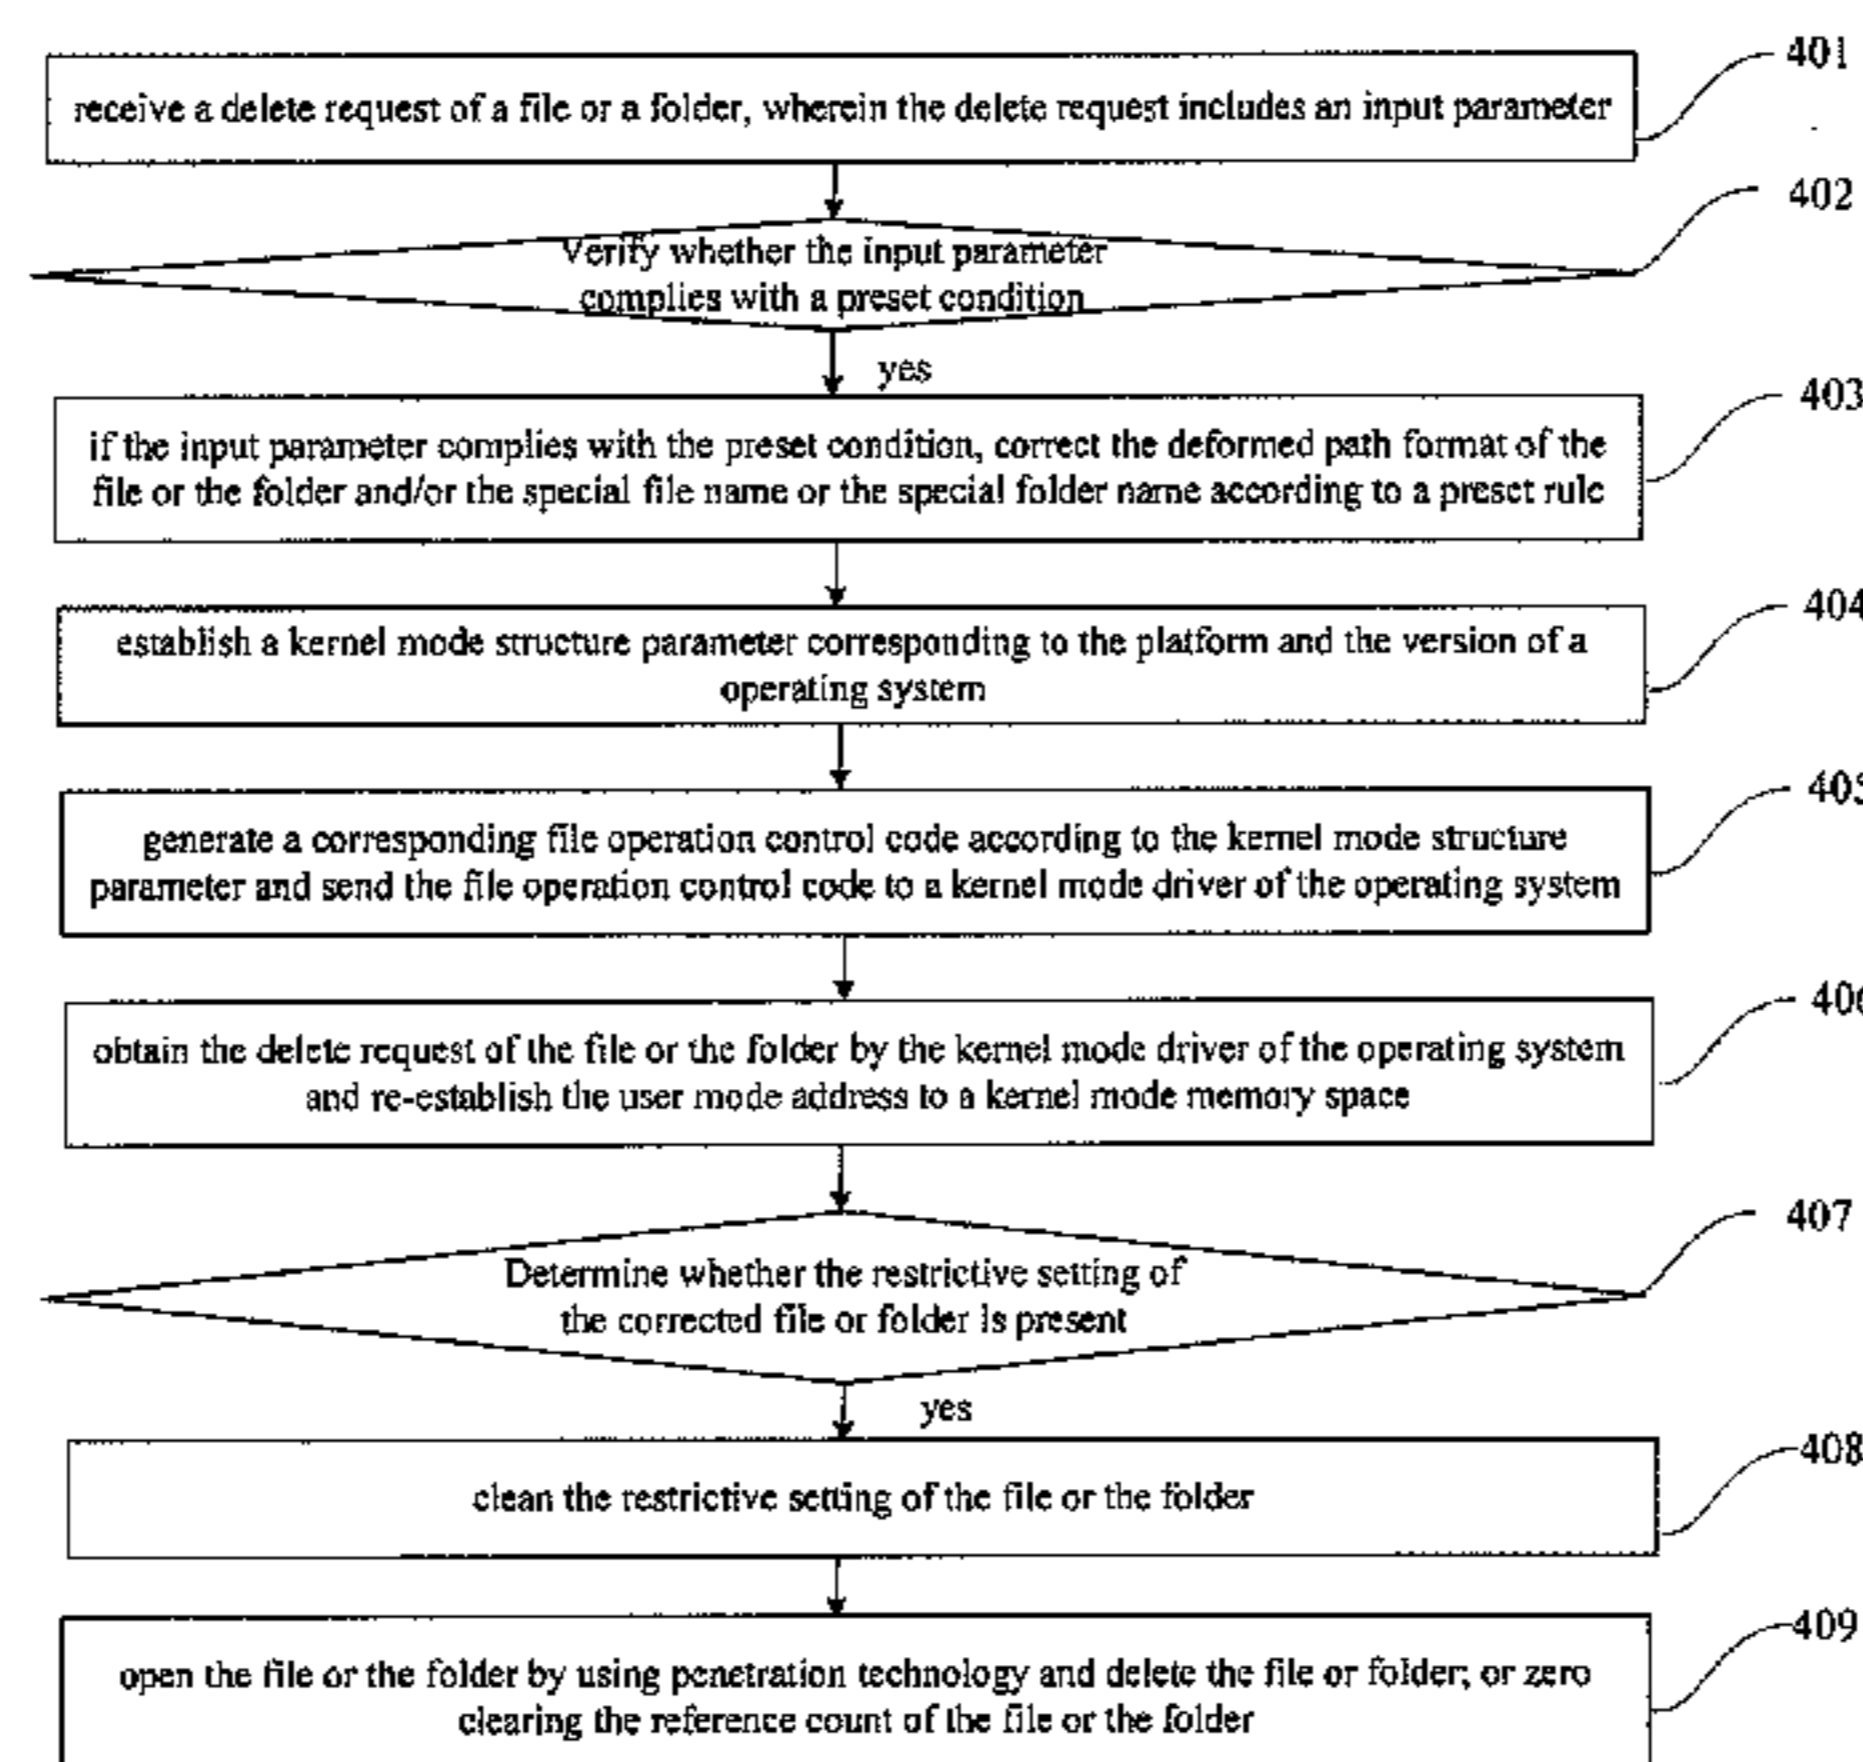 401
receive a delete request of a file or a folder, wherein the delete request includes an input parameter
402
Verify whether the input parameter
complies with a preset condition
yes
403
if the input parameter complies with the preset condition, correct the deformed path format of the
file or the folder and/or the special file name or the special folder name according to a preset rule
404
establish a kernel mode structure parameter corresponding to the platform and the version of a
operating system
405
generate a corresponding file operation control code according to the kernel mode structure
parameter and send the file operation control code to a kernel mode driver of the operating system
406
obtain the delete request of the file or the folder by the kernel mode driver of the operating system
and re-establish the user mode address to a kernel mode memory space
407
Determine whether the restrictive setting of
the corrected file or folder is present
yes
408
clean the restrictive setting of the file or the folder
409
open the file or the folder by using penetration technology and delete the file or folder; or zero
clearing the reference count of the file or the folder